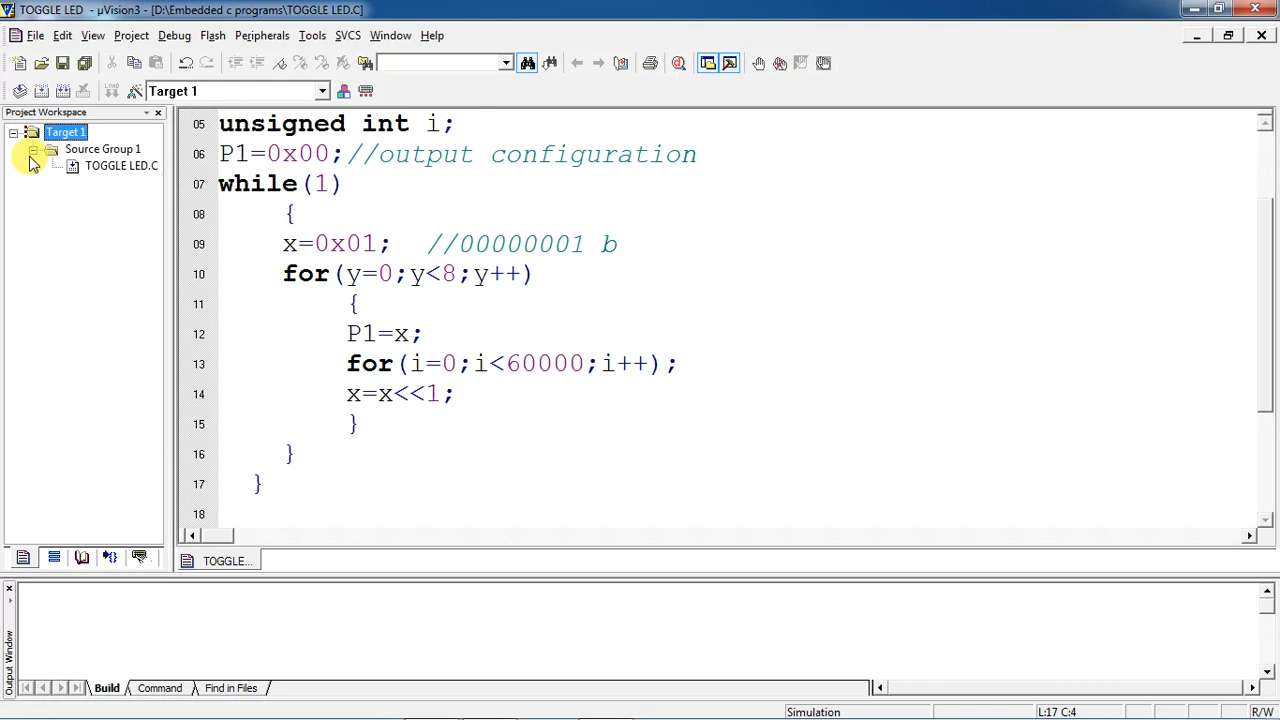 TOGGLE LED - µVision3 - [D:\Embedded c programs\TOGGLE LED.C]
File Edit View Project Debug Flash Peripherals Tools SVCS Window Help
Target 1
Project Workspace
Target 1
Source Group 1
TOGGLE LED.C
05 unsigned int i;
06 P1=0x00;//output configuration
07 while(1)
08 {
09 x=0x01; //00000001 b
10 for(y=0;y<8;y++)
11 {
12 P1=x;
13 for(i=0;i<60000;i++);
14 x=x<<1;
15 }
16 }
17 }
18
TOGGLE...
Output Window
Build Command Find in Files
Simulation L:17 C:4 R/W